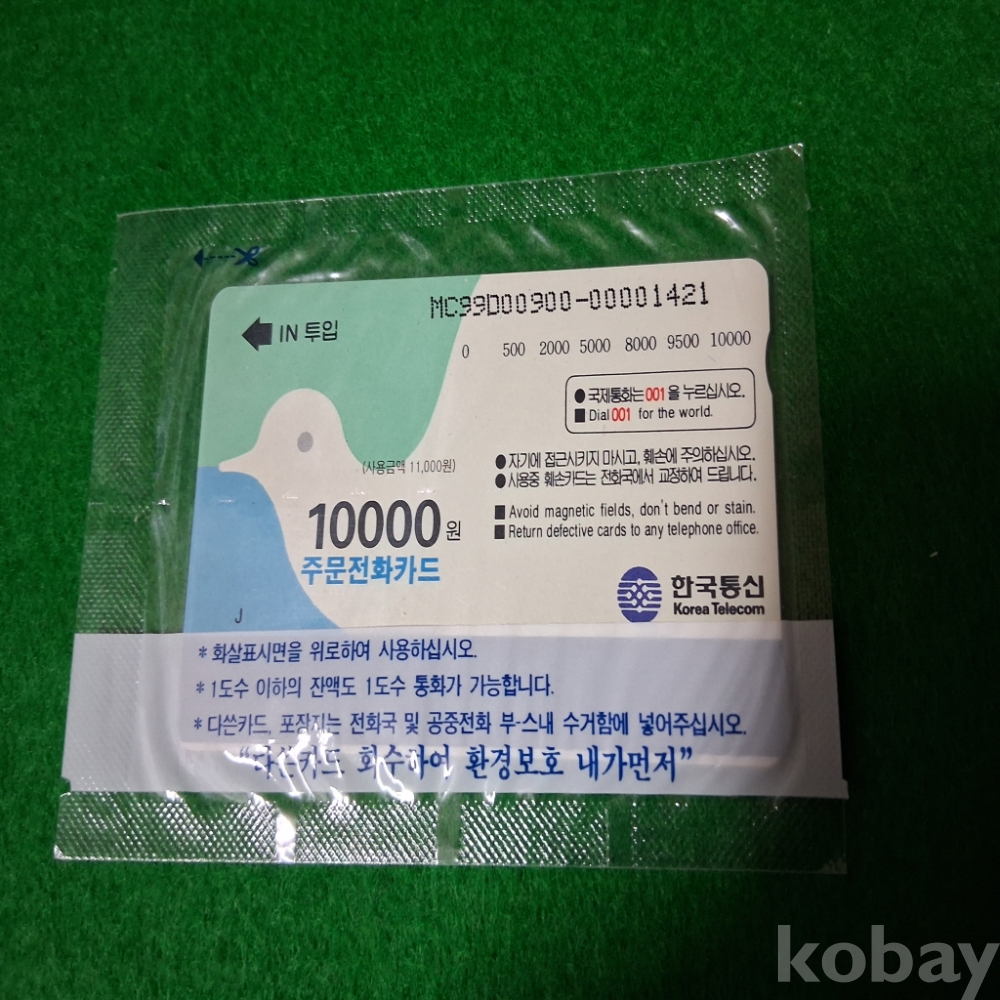 MC99D00900-00001421
IN 투입
0 500 2000 5000 8000 9500 10000
● 국제통화는 001 을 누르십시오.
■ Dial 001 for the world.
(사용금액 11,000원)
● 자기에 접근시키지 마시고, 훼손에 주의하십시오.
● 사용중 훼손카드는 전화국에서 교정하여 드립니다.
10000원
■ Avoid magnetic fields, don't bend or stain.
■ Return defective cards to any telephone office.
주문전화카드
한국통신
Korea Telecom
J
* 화살표시면을 위로하여 사용하십시오.
* 1도수 이하의 잔액도 1도수 통화가 가능합니다.
* 다쓴카드, 포장지는 전화국 및 공중전화 부·스내 수거함에 넣어주십시오.
“다쓴카드 회수하여 환경보호 내가먼저”
kobay